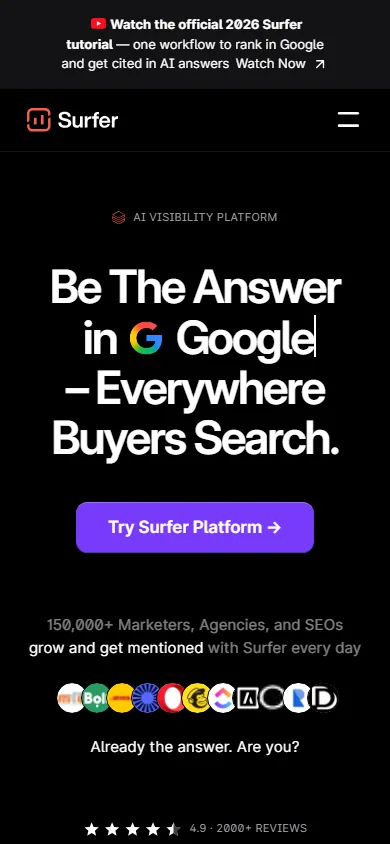 Watch the official 2026 Surfer
tutorial — one workflow to rank in Google
and get cited in AI answers Watch Now ↗
Surfer
AI VISIBILITY PLATFORM
Be The Answer
in Google
– Everywhere
Buyers Search.
Try Surfer Platform →
150,000+ Marketers, Agencies, and SEOs
grow and get mentioned with Surfer every day
Bolt
Already the answer. Are you?
4.9 · 2000+ REVIEWS